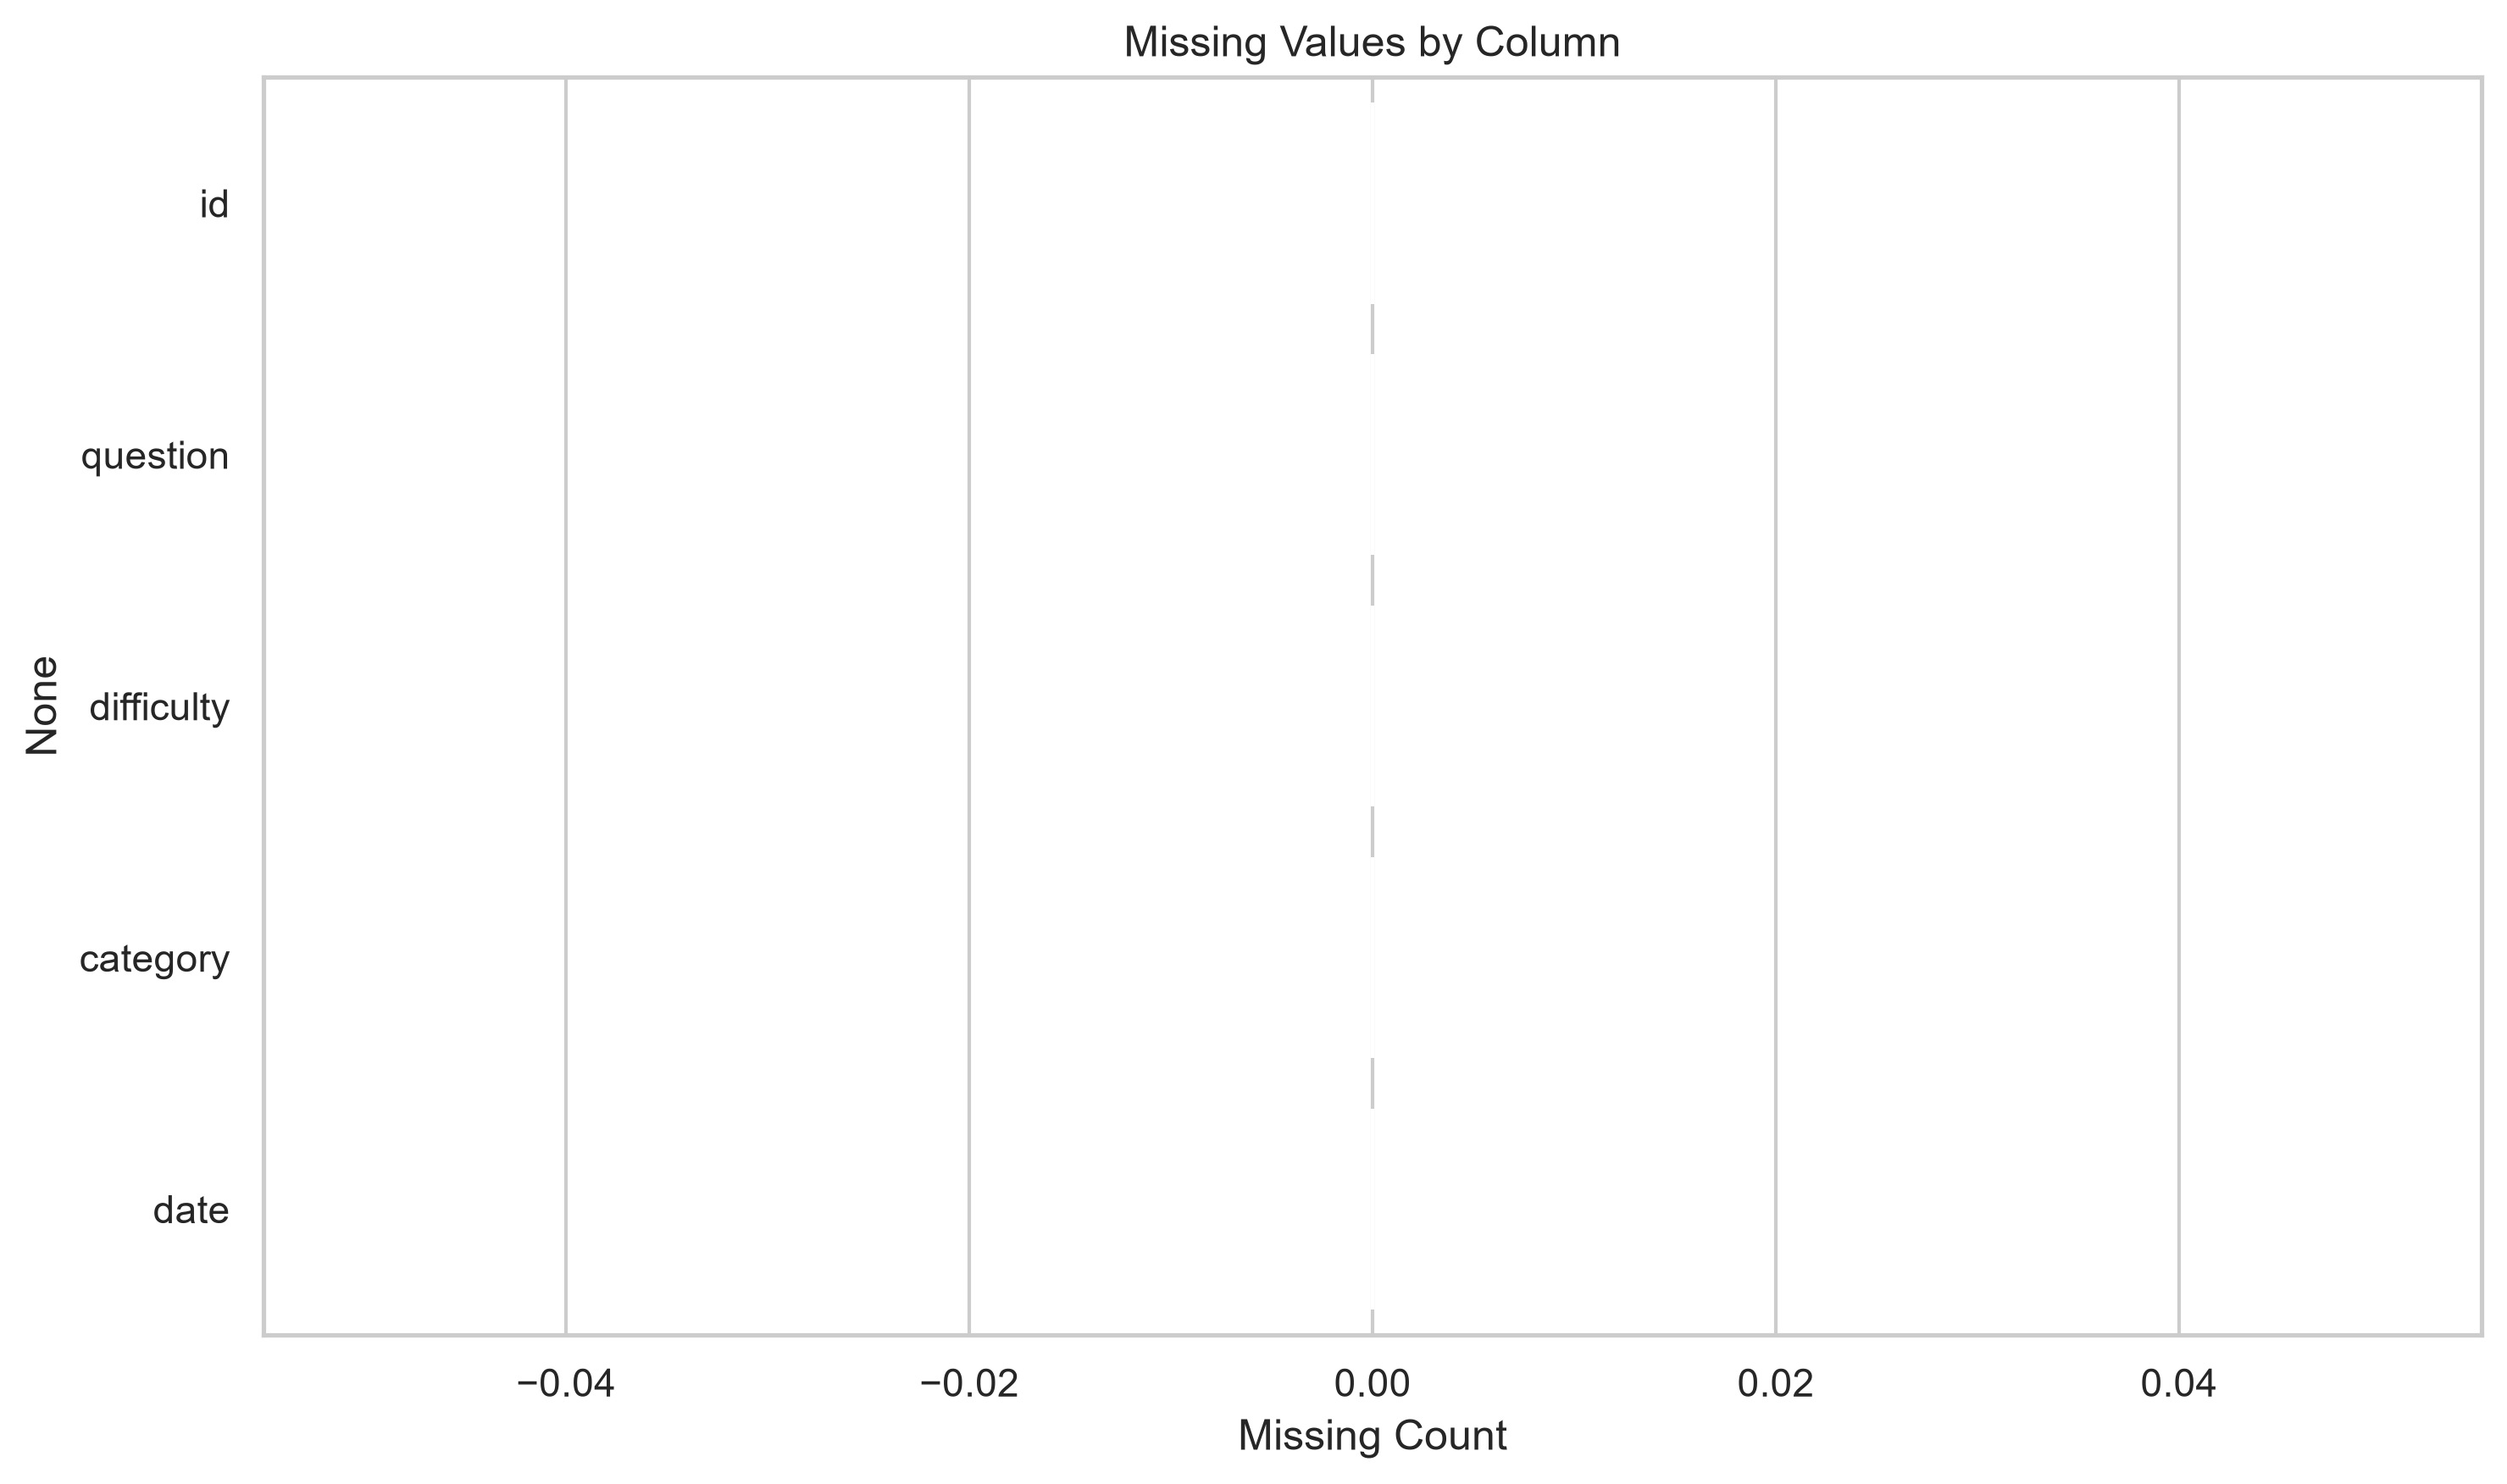 Missing Values by Column
None
id
question
difficulty
category
date
−0.04 −0.02 0.00 0.02 0.04
Missing Count